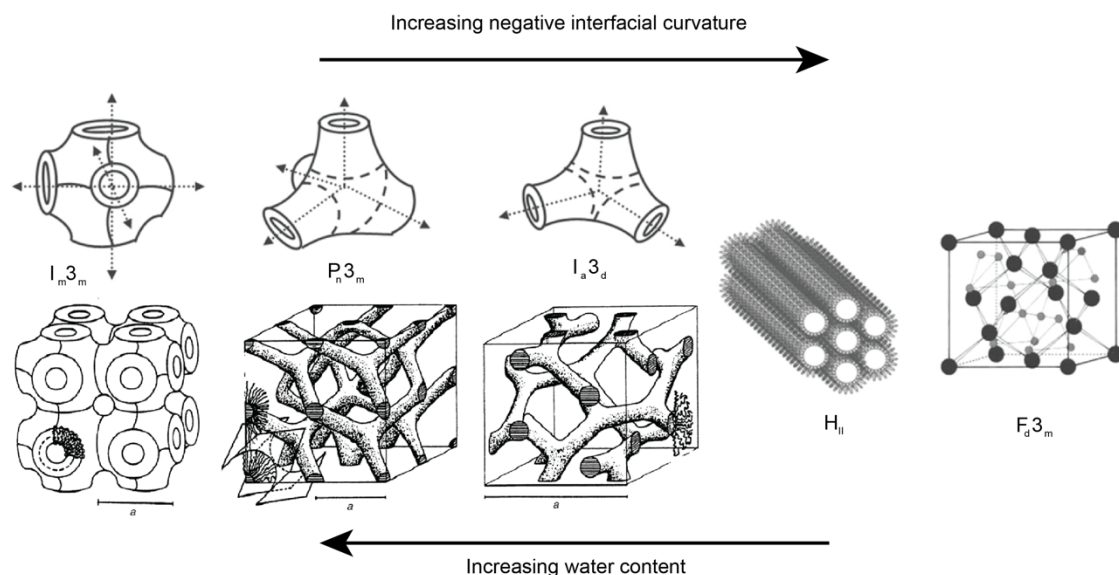 Increasing negative interfacial curvature
Im3m
Pn3m
Ia3d
HII
Fd3m
a
a
a
Increasing water content